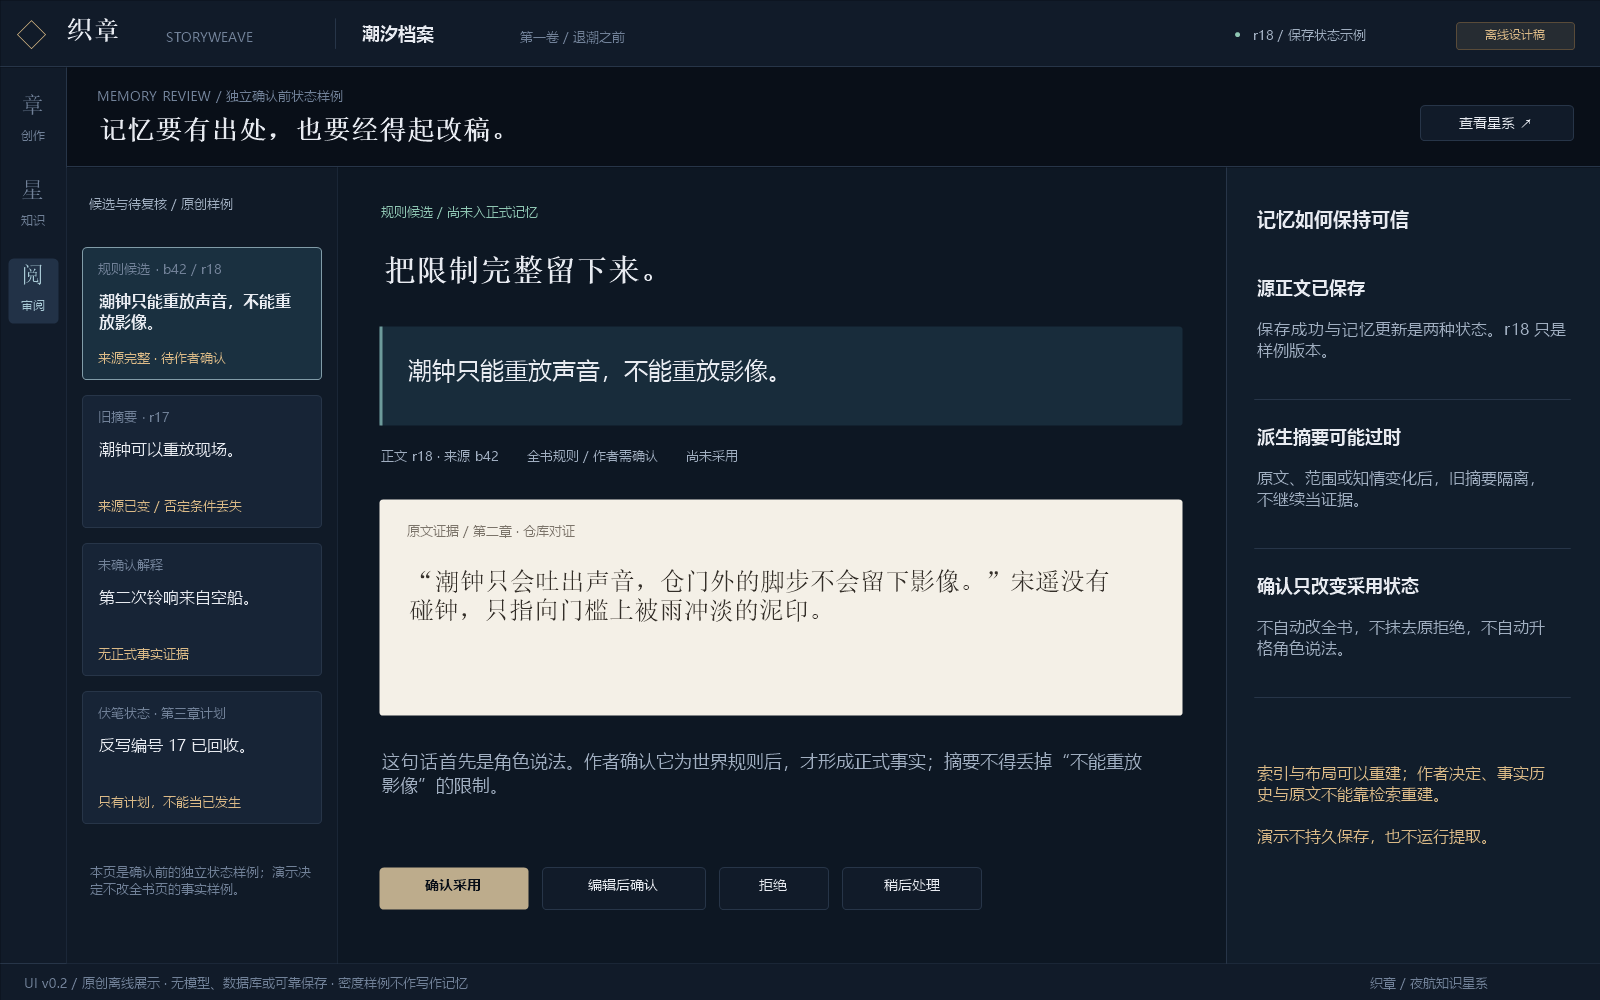 织章
STORYWEAVE
潮汐档案
第一卷 / 退潮之前
r18 / 保存状态示例
离线设计稿
章
创作
星
知识
阅
审阅
MEMORY REVIEW / 独立确认前状态样例
记忆要有出处，也要经得起改稿。
查看星系 ↗
候选与待复核 / 原创样例
规则候选 · b42 / r18
潮钟只能重放声音，不能重
放影像。
来源完整 · 待作者确认
旧摘要 · r17
潮钟可以重放现场。
来源已变 / 否定条件丢失
未确认解释
第二次铃响来自空船。
无正式事实证据
伏笔状态 · 第三章计划
反写编号 17 已回收。
只有计划，不能当已发生
本页是确认前的独立状态样例；演示决
定不改全书页的事实样例。
规则候选 / 尚未入正式记忆
把限制完整留下来。
潮钟只能重放声音，不能重放影像。
正文 r18 · 来源 b42
全书规则 / 作者需确认
尚未采用
原文证据 / 第二章 · 仓库对证
“潮钟只会吐出声音，仓门外的脚步不会留下影像。”宋遥没有
碰钟，只指向门槛上被雨冲淡的泥印。
这句话首先是角色说法。作者确认它为世界规则后，才形成正式事实；摘要不得丢掉“不能重放
影像”的限制。
确认采用
编辑后确认
拒绝
稍后处理
记忆如何保持可信
源正文已保存
保存成功与记忆更新是两种状态。r18 只是
样例版本。
派生摘要可能过时
原文、范围或知情变化后，旧摘要隔离，
不继续当证据。
确认只改变采用状态
不自动改全书，不抹去原拒绝，不自动升
格角色说法。
索引与布局可以重建；作者决定、事实历
史与原文不能靠检索重建。
演示不持久保存，也不运行提取。
UI v0.2 / 原创离线展示 · 无模型、数据库或可靠保存 · 密度样例不作写作记忆
织章 / 夜航知识星系